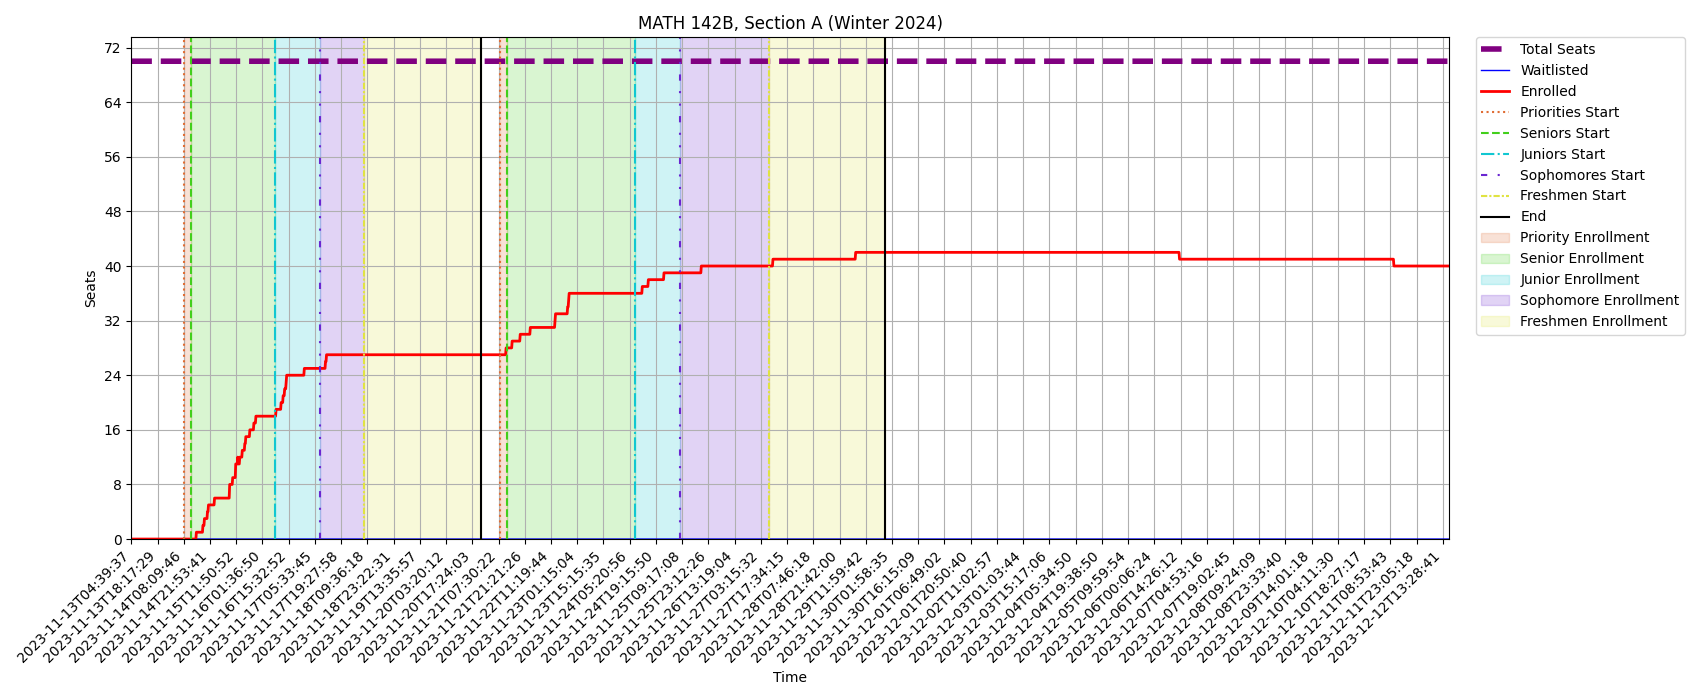 MATH 142B, Section A (Winter 2024)
Seats
72
64
56
48
40
32
24
16
8
0
2023-11-13T04:39:37
2023-11-13T18:17:29
2023-11-14T08:09:46
2023-11-14T21:53:41
2023-11-15T11:50:52
2023-11-16T01:36:50
2023-11-16T15:32:52
2023-11-17T05:33:45
2023-11-17T19:27:58
2023-11-18T09:36:18
2023-11-18T23:22:31
2023-11-19T13:35:57
2023-11-20T03:20:12
2023-11-20T17:24:03
2023-11-21T07:30:22
2023-11-21T21:21:26
2023-11-22T11:19:44
2023-11-23T01:15:04
2023-11-23T15:15:35
2023-11-24T05:20:56
2023-11-24T19:15:50
2023-11-25T09:17:08
2023-11-25T23:12:26
2023-11-26T13:19:04
2023-11-27T03:15:32
2023-11-27T17:34:15
2023-11-28T07:46:18
2023-11-28T21:42:00
2023-11-29T11:59:42
2023-11-30T01:58:35
2023-11-30T16:15:09
2023-12-01T06:49:02
2023-12-01T20:50:40
2023-12-02T11:02:57
2023-12-03T01:03:44
2023-12-03T15:17:06
2023-12-04T05:34:50
2023-12-04T19:38:50
2023-12-05T09:59:54
2023-12-06T00:06:24
2023-12-06T14:26:12
2023-12-07T04:53:16
2023-12-07T19:02:45
2023-12-08T09:24:09
2023-12-08T23:33:40
2023-12-09T14:01:18
2023-12-10T04:11:30
2023-12-10T18:27:17
2023-12-11T08:53:43
2023-12-11T23:05:18
2023-12-12T13:28:41
Time
Total Seats
Waitlisted
Enrolled
Priorities Start
Seniors Start
Juniors Start
Sophomores Start
Freshmen Start
End
Priority Enrollment
Senior Enrollment
Junior Enrollment
Sophomore Enrollment
Freshmen Enrollment